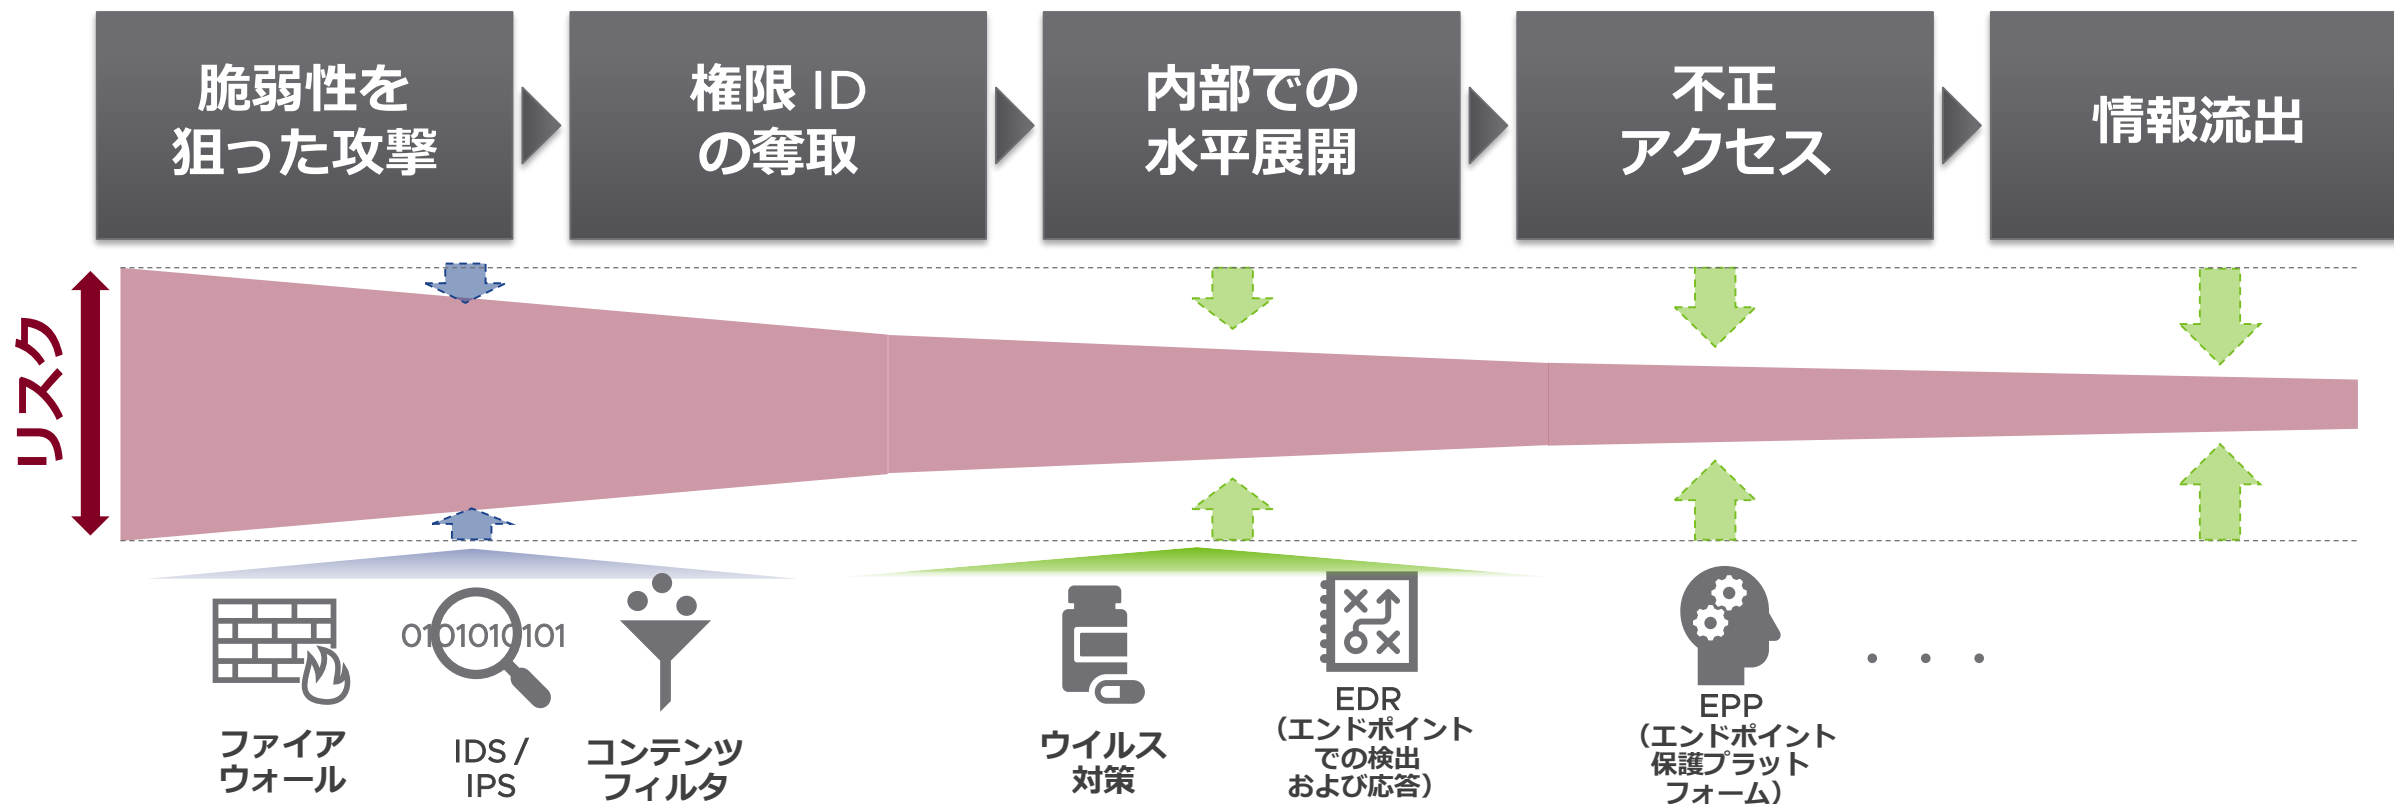 脆弱性を
狙った攻撃
権限 ID
の奪取
内部での
水平展開
不正
アクセス
情報流出
リスク
0101010101
ファイア
ウォール
IDS /
IPS
コンテンツ
フィルタ
ウイルス
対策
EDR
（エンドポイント
での検出
および応答）
EPP
（エンドポイント
保護プラット
フォーム）
・・・